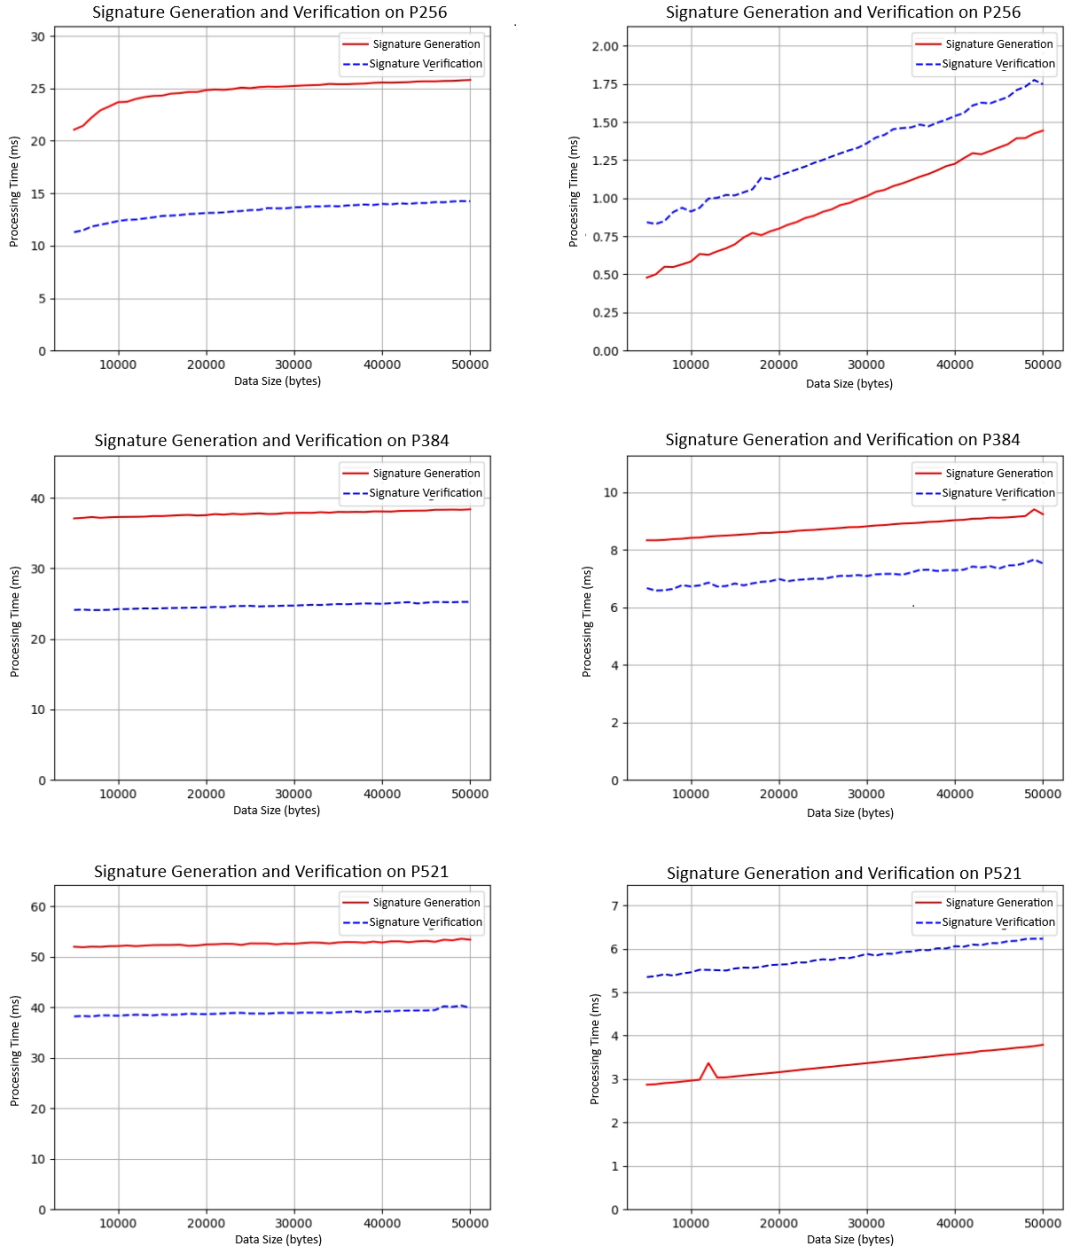 Signature Generation and Verification on P256
30
25
20
15
10
5
0
Processing Time (ms)
Signature Generation
Signature Verification
10000 20000 30000 40000 50000
Data Size (bytes)
Signature Generation and Verification on P256
2.00
1.75
1.50
1.25
1.00
0.75
0.50
0.25
0.00
Processing Time (ms)
Signature Generation
Signature Verification
10000 20000 30000 40000 50000
Data Size (bytes)
Signature Generation and Verification on P384
40
30
20
10
0
Processing Time (ms)
Signature Generation
Signature Verification
10000 20000 30000 40000 50000
Data Size (bytes)
Signature Generation and Verification on P384
10
8
6
4
2
0
Processing Time (ms)
Signature Generation
Signature Verification
10000 20000 30000 40000 50000
Data Size (bytes)
Signature Generation and Verification on P521
60
50
40
30
20
10
0
Processing Time (ms)
Signature Generation
Signature Verification
10000 20000 30000 40000 50000
Data Size (bytes)
Signature Generation and Verification on P521
7
6
5
4
3
2
1
0
Processing Time (ms)
Signature Generation
Signature Verification
10000 20000 30000 40000 50000
Data Size (bytes)